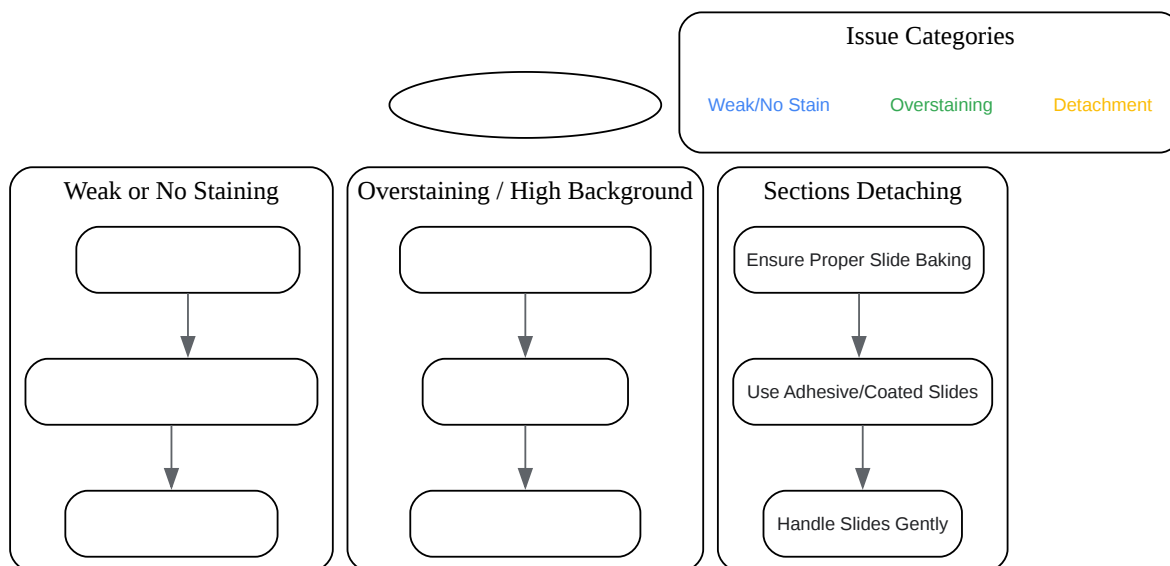 Issue Categories
Weak/No Stain
Overstaining
Detachment
Weak or No Staining
Overstaining / High Background
Sections Detaching
Ensure Proper Slide Baking
Use Adhesive/Coated Slides
Handle Slides Gently